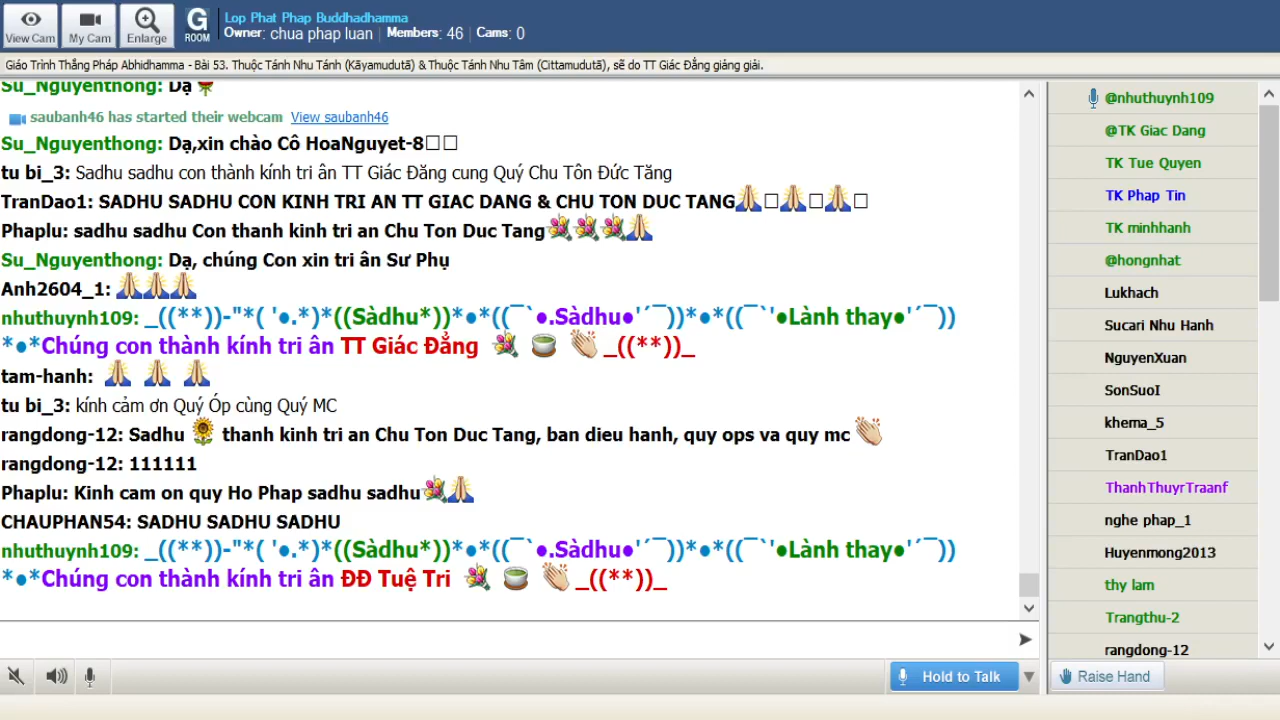 View Cam
My Cam
Enlarge
G
ROOM
Lop Phat Phap Buddhadhamma
Owner: chua phap luan | Members: 46 | Cams: 0
Giáo Trình Thắng Pháp Abhidhamma - Bài 53. Thuộc Tánh Nhu Tánh (Kāyamudutā) & Thuộc Tánh Nhu Tâm (Cittamudutā), sẽ do TT Giác Đẳng giảng giải.
Su_Nguyenthong: Dạ🌹
saubanh46 has started their webcam View saubanh46
Su_Nguyenthong: Dạ,xin chào Cô HoaNguyet-8□□
tu bi_3: Sadhu sadhu con thành kính tri ân TT Giác Đăng cung Quý Chu Tôn Đức Tăng
TranDao1: SADHU SADHU CON KINH TRI AN TT GIAC DANG & CHU TON DUC TANG🙏□🙏□🙏□
Phaplu: sadhu sadhu Con thanh kinh tri an Chu Ton Duc Tang💐💐💐🙏
Su_Nguyenthong: Dạ, chúng Con xin tri ân Sư Phụ
Anh2604_1: 🙏🙏🙏
nhuthuynh109: _((**))-"*( '●.*)*((Sàdhu*))*●*((¯`●.Sàdhu●'´¯))*●*((¯`'●Lành thay●'´¯))
*●*Chúng con thành kính tri ân TT Giác Đẳng 💐 🍵 👏 _((**))_
tam-hanh: 🙏 🙏 🙏
tu bi_3: kính cảm ơn Quý Óp cùng Quý MC
rangdong-12: Sadhu 🌻 thanh kinh tri an Chu Ton Duc Tang, ban dieu hanh, quy ops va quy mc 👏
rangdong-12: 111111
Phaplu: Kinh cam on quy Ho Phap sadhu sadhu💐🙏
CHAUPHAN54: SADHU SADHU SADHU
nhuthuynh109: _((**))-"*( '●.*)*((Sàdhu*))*●*((¯`●.Sàdhu●'´¯))*●*((¯`'●Lành thay●'´¯))
*●*Chúng con thành kính tri ân ĐĐ Tuệ Tri 💐 🍵 👏 _((**))_
Hold to Talk
@nhuthuynh109
@TK Giac Dang
TK Tue Quyen
TK Phap Tin
TK minhhanh
@hongnhat
Lukhach
Sucari Nhu Hanh
NguyenXuan
SonSuoI
khema_5
TranDao1
ThanhThuyrTraanf
nghe phap_1
Huyenmong2013
thy lam
Trangthu-2
rangdong-12
Raise Hand